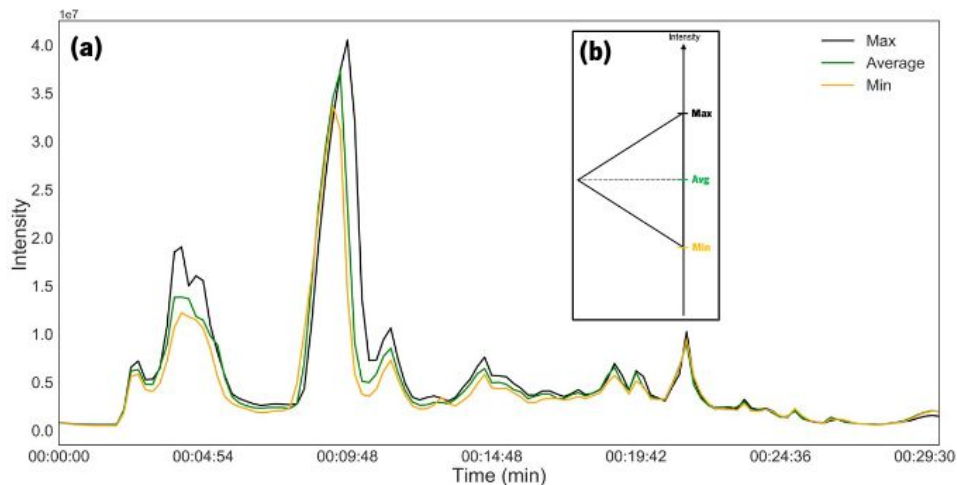 1e7
(a)
(b)
Intensity
Max
Avg
Min
Max
Average
Min
4.0
3.5
3.0
2.5
2.0
1.5
1.0
0.5
0.0
Intensity
00:00:00
00:04:54
00:09:48
00:14:48
00:19:42
00:24:36
00:29:30
Time (min)